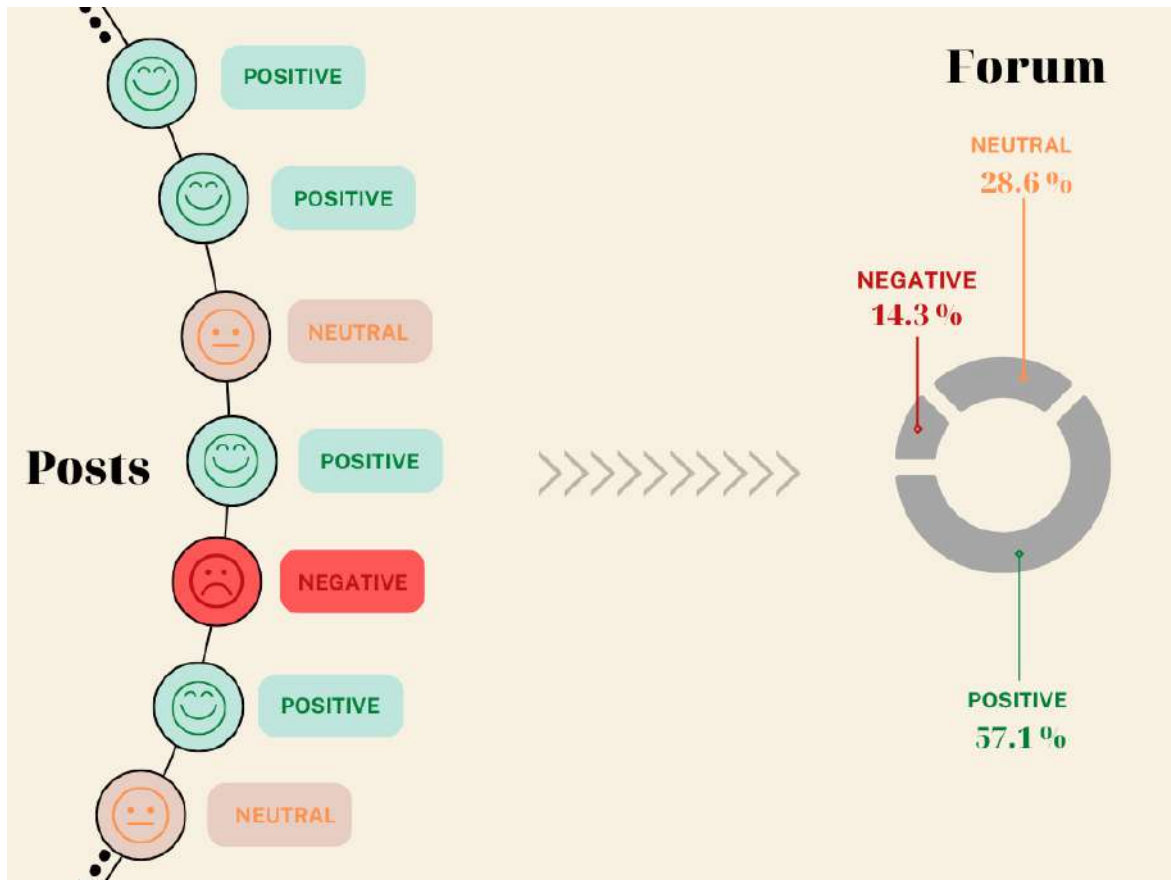 POSITIVE
POSITIVE
NEUTRAL
Posts
POSITIVE
NEGATIVE
POSITIVE
NEUTRAL
Forum
NEUTRAL
28.6 %
NEGATIVE
14.3 %
POSITIVE
57.1 %